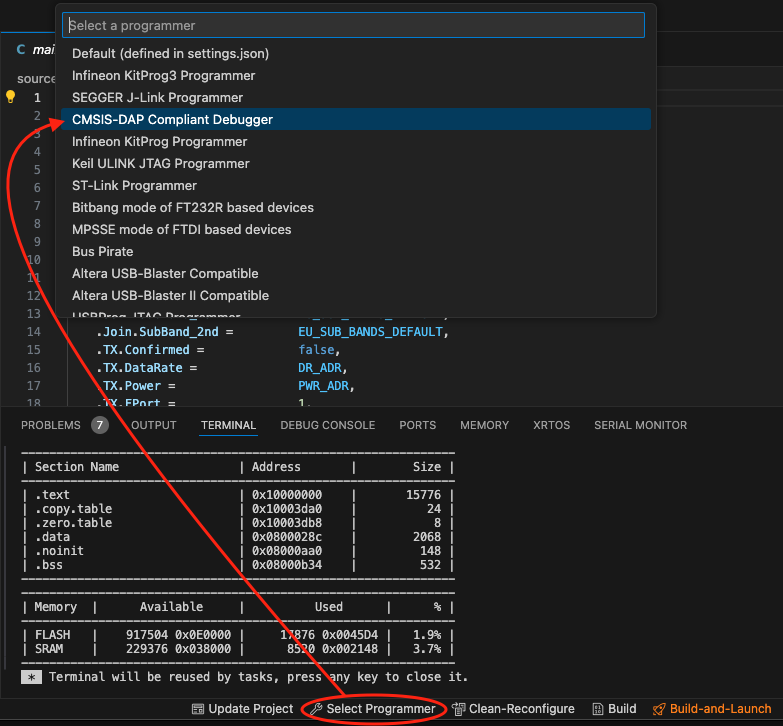 Select a programmer
Default (defined in settings.json)
Infineon KitProg3 Programmer
SEGGER J-Link Programmer
CMSIS-DAP Compliant Debugger
Infineon KitProg Programmer
Keil ULINK JTAG Programmer
ST-Link Programmer
Bitbang mode of FT232R based devices
MPSSE mode of FTDI based devices
Bus Pirate
Altera USB-Blaster Compatible
Altera USB-Blaster II Compatible
USBProg JTAG Programmer
C mai
source
1
2
3
4
5
6
7
8
9
10
11
12
13
14 .Join.SubBand_2nd = EU_SUB_BANDS_DEFAULT,
15 .TX.Confirmed = false,
16 .TX.DataRate = DR_ADR,
17 .TX.Power = PWR_ADR,
18 .TX.FPort = 1,
PROBLEMS 7 OUTPUT TERMINAL DEBUG CONSOLE PORTS MEMORY XRTOS SERIAL MONITOR
| Section Name | Address | Size |
| .text | 0x10000000 | 15776 |
| .copy.table | 0x10003da0 | 24 |
| .zero.table | 0x10003db8 | 8 |
| .data | 0x0800028c | 2068 |
| .noinit | 0x08000aa0 | 148 |
| .bss | 0x08000b34 | 532 |
| Memory | Available | Used | % |
| FLASH | 917504 0x0E0000 | 17876 0x0045D4 | 1.9% |
| SRAM | 229376 0x038000 | 8520 0x002148 | 3.7% |
* Terminal will be reused by tasks, press any key to close it.
Update Project Select Programmer Clean-Reconfigure Build Build-and-Launch